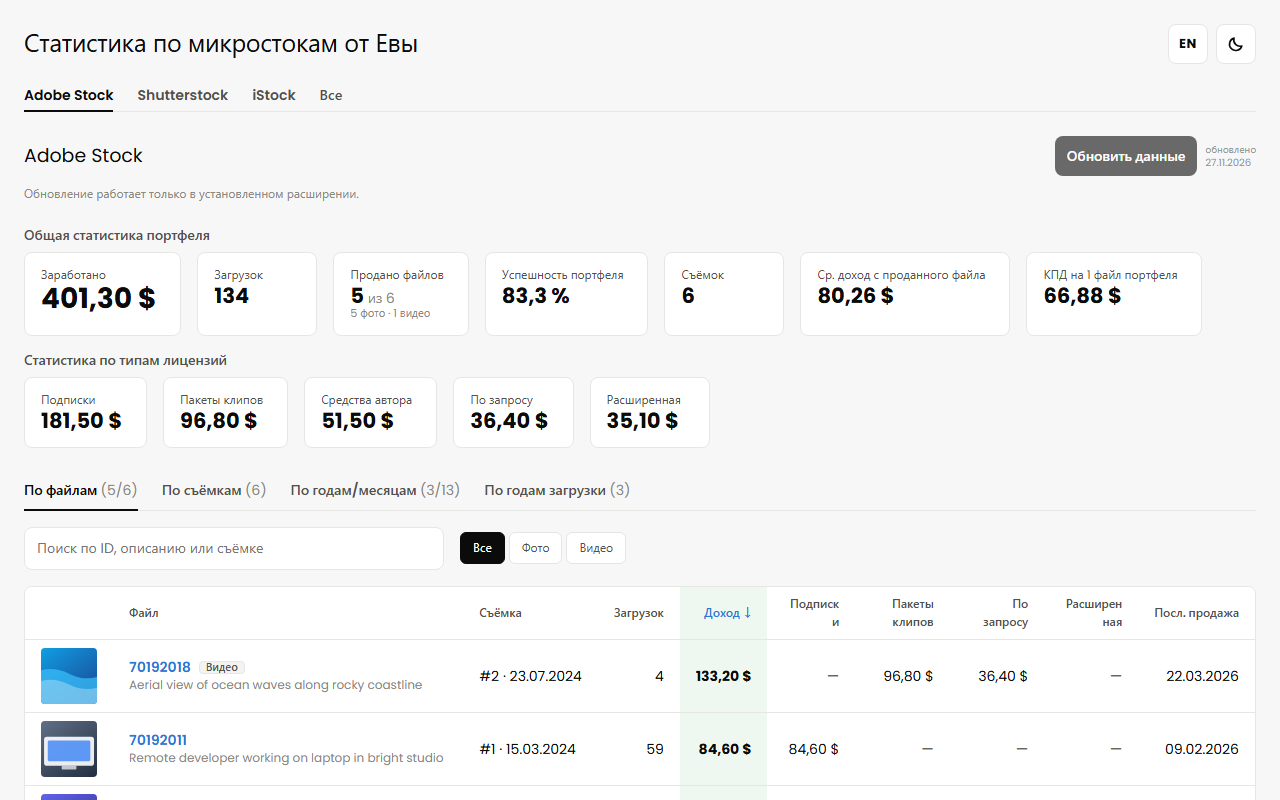 Статистика по микростокам от Евы
EN
Adobe Stock Shutterstock iStock Все
Adobe Stock
Обновить данные
обновлено
27.11.2026
Обновление работает только в установленном расширении.
Общая статистика портфеля
Заработано
401,30 $
Загрузок
134
Продано файлов
5 из 6
5 фото · 1 видео
Успешность портфеля
83,3 %
Съёмок
6
Ср. доход с проданного файла
80,26 $
КПД на 1 файл портфеля
66,88 $
Статистика по типам лицензий
Подписки
181,50 $
Пакеты клипов
96,80 $
Средства автора
51,50 $
По запросу
36,40 $
Расширенная
35,10 $
По файлам (5/6) По съёмкам (6) По годам/месяцам (3/13) По годам загрузки (3)
Поиск по ID, описанию или съёмке
Все Фото Видео
Файл Съёмка Загрузок Доход ↓ Подписк
и Пакеты
клипов По
запросу Расширен
ная Посл. продажа
70192018 Видео
Aerial view of ocean waves along rocky coastline
#2 · 23.07.2024 4 133,20 $ — 96,80 $ 36,40 $ — 22.03.2026
70192011
Remote developer working on laptop in bright studio
#1 · 15.03.2024 59 84,60 $ 84,60 $ — — — 09.02.2026